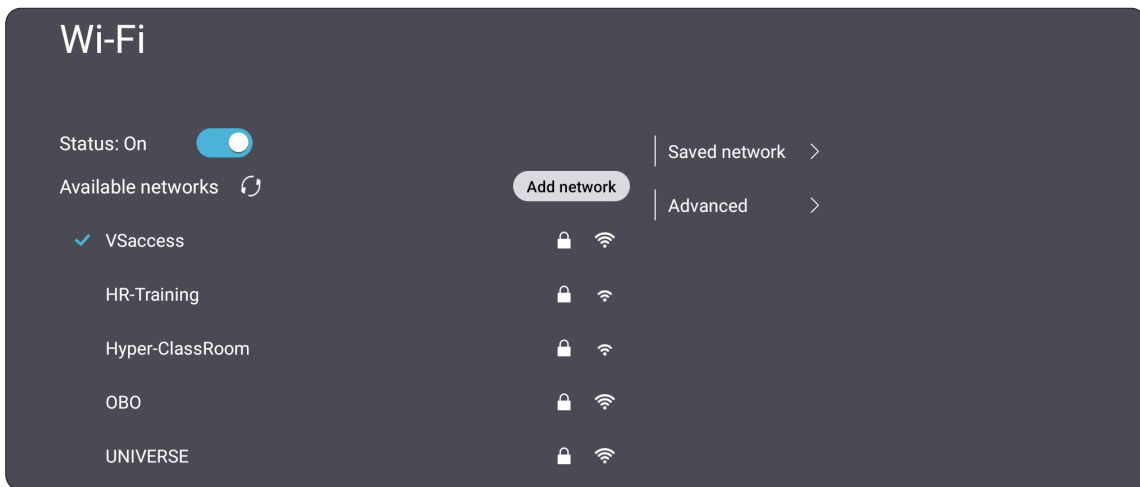 Wi-Fi
Status: On
Available networks
Add network
VSaccess
HR-Training
Hyper-ClassRoom
OBO
UNIVERSE
Saved network
Advanced